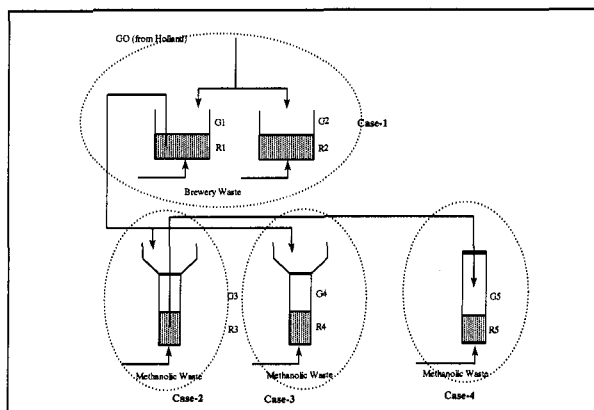 GO (from Holland)
G1
G2
Case-1
R1
R2
Brewery Waste
G3
G4
G5
R3
R4
R5
Methanolic Waste
Methanolic Waste
Methanolic Waste
Case-2
Case-3
Case-4